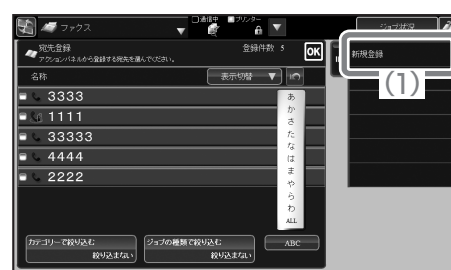 ファクス
通信中 プリンター
ジョブ状況
宛先登録
登録件数 5
OK
アクションパネルから登録する宛先を選んでください。
新規登録
(1)
名称
表示切替
3333
1111
33333
4444
2222
あ
か
さ
た
な
は
ま
や
ら
わ
ALL
カテゴリーで絞り込む
絞り込まない
ジョブの種類で絞り込む
絞り込まない
ABC